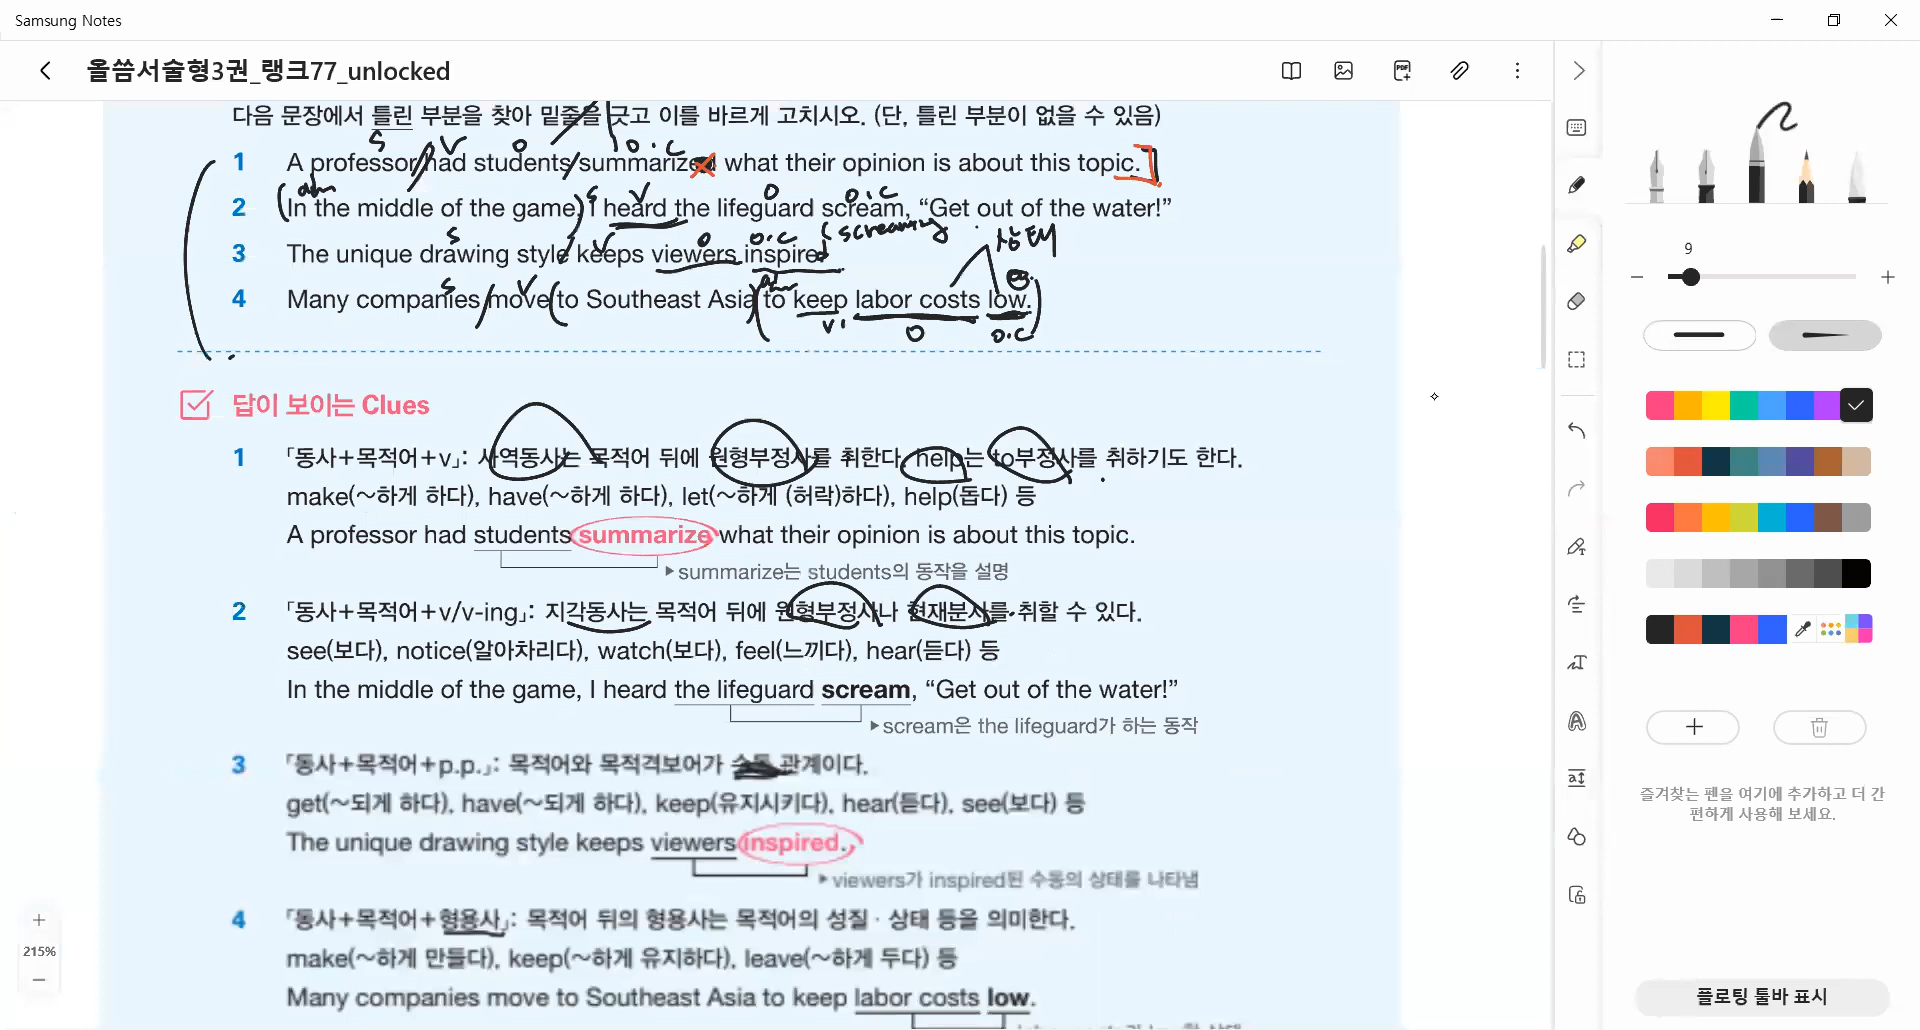 Samsung Notes
올씀서술형3권_랭크77_unlocked
다음 문장에서 틀린 부분을 찾아 밑줄을 긋고 이를 바르게 고치시오. (단, 틀린 부분이 없을 수 있음)
S V O O.C
1 A professor had students summarized what their opinion is about this topic.
S V O O.C
2 In the middle of the game, I heard the lifeguard scream, “Get out of the water!”
screaming
S V O O.C 상태
3 The unique drawing style keeps viewers inspired
S V
4 Many companies move to Southeast Asia to keep labor costs low.
V O O.C
답이 보이는 Clues
1 「동사+목적어+v」: 사역동사는 목적어 뒤에 원형부정사를 취한다. help는 to부정사를 취하기도 한다.
make(~하게 하다), have(~하게 하다), let(~하게 (허락)하다), help(돕다) 등
A professor had students summarize what their opinion is about this topic.
▶summarize는 students의 동작을 설명
2 「동사+목적어+v/v-ing」: 지각동사는 목적어 뒤에 원형부정사나 현재분사를 취할 수 있다.
see(보다), notice(알아차리다), watch(보다), feel(느끼다), hear(듣다) 등
In the middle of the game, I heard the lifeguard scream, “Get out of the water!”
▶scream은 the lifeguard가 하는 동작
3 「동사+목적어+p.p.」: 목적어와 목적격보어가 수동 관계이다.
get(~되게 하다), have(~되게 하다), keep(유지시키다), hear(듣다), see(보다) 등
The unique drawing style keeps viewers inspired.
▶viewers가 inspired된 수동의 상태를 나타냄
4 「동사+목적어+형용사」: 목적어 뒤의 형용사는 목적어의 성질·상태 등을 의미한다.
make(~하게 만들다), keep(~하게 유지하다), leave(~하게 두다) 등
Many companies move to Southeast Asia to keep labor costs low.
215%
9
즐겨찾는 펜을 여기에 추가하고 더 간
편하게 사용해 보세요.
플로팅 툴바 표시